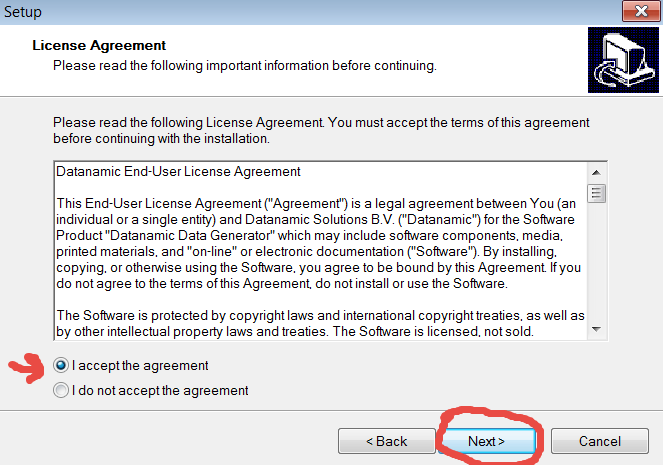 Setup
License Agreement
Please read the following important information before continuing.
Please read the following License Agreement. You must accept the terms of this agreement
before continuing with the installation.
Datanamic End-User License Agreement
This End-User License Agreement ("Agreement") is a legal agreement between You (an
individual or a single entity) and Datanamic Solutions B.V. ("Datanamic") for the Software
Product "Datanamic Data Generator" which may include software components, media,
printed materials, and "on-line" or electronic documentation ("Software"). By installing,
copying, or otherwise using the Software, you agree to be bound by this Agreement. If you
do not agree to the terms of this Agreement, do not install or use the Software.
The Software is protected by copyright laws and international copyright treaties, as well as
by other intellectual property laws and treaties. The Software is licensed, not sold.
I accept the agreement
I do not accept the agreement
< Back
Next >
Cancel